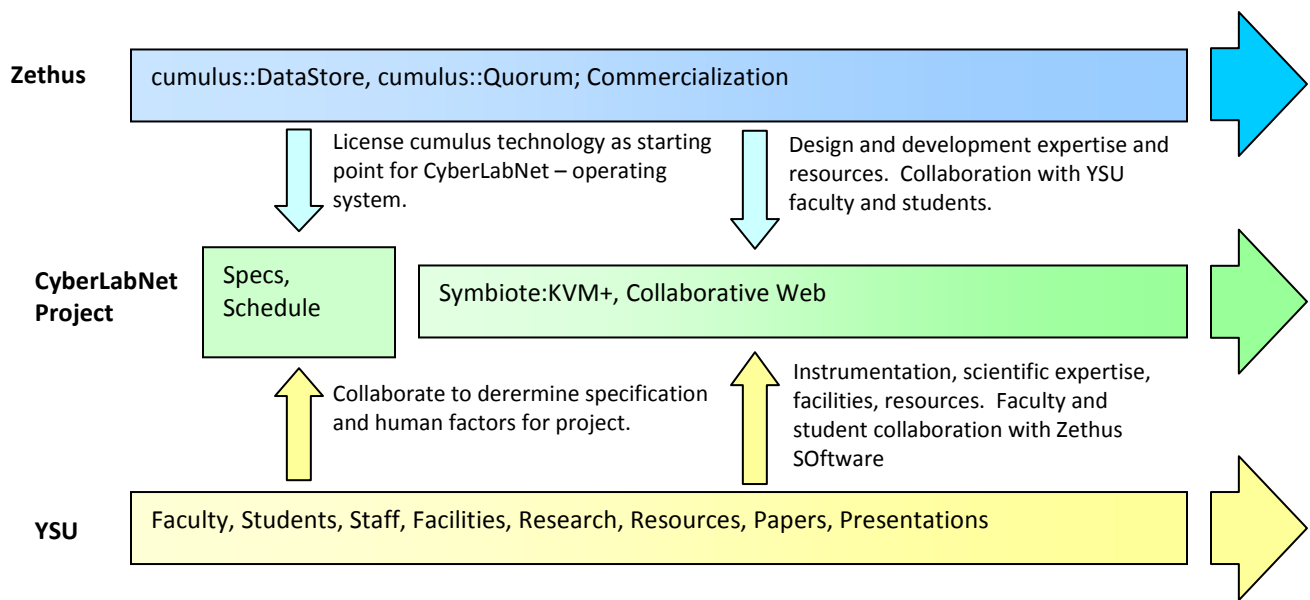 Zethus
cumulus::DataStore, cumulus::Quorum; Commercialization
License cumulus technology as starting
point for CyberLabNet – operating
system.
Design and development expertise and
resources.  Collaboration with YSU
faculty and students.
CyberLabNet
Project
Specs,
Schedule
Symbiote:KVM+, Collaborative Web
Collaborate to derermine specification
and human factors for project.
Instrumentation, scientific expertise,
facilities, resources.  Faculty and
student collaboration with Zethus
SOftware
YSU
Faculty, Students, Staff, Facilities, Research, Resources, Papers, Presentations